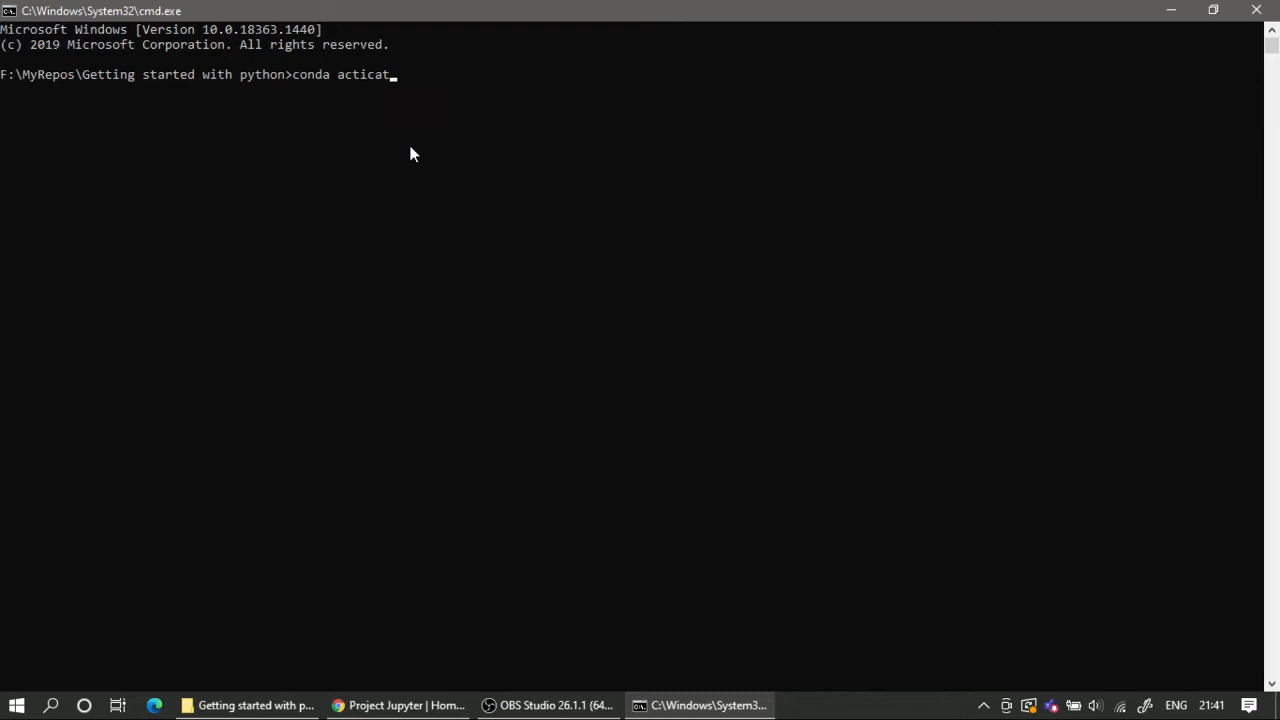 C:\Windows\System32\cmd.exe
Microsoft Windows [Version 10.0.18363.1440]
(c) 2019 Microsoft Corporation. All rights reserved.
F:\MyRepos\Getting started with python>conda acticat
Getting started with p...
Project Jupyter | Hom...
OBS Studio 26.1.1 (64...
C:\Windows\System3...
ENG
21:41